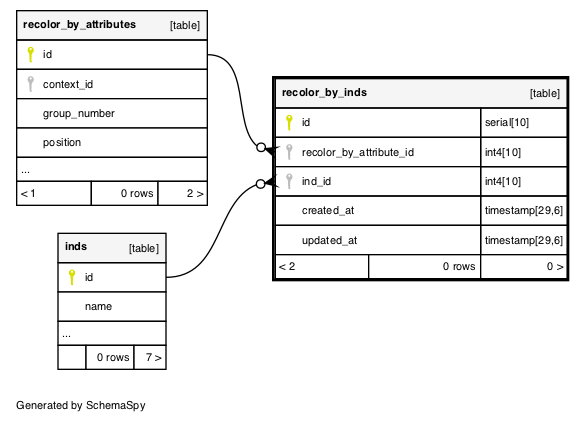 recolor_by_attributes [table]
id
context_id
group_number
position
...
< 1 0 rows 2 >
recolor_by_inds [table]
id serial[10]
recolor_by_attribute_id int4[10]
ind_id int4[10]
created_at timestamp[29,6]
updated_at timestamp[29,6]
< 2 0 rows 0 >
inds [table]
id
name
...
0 rows 7 >
Generated by SchemaSpy